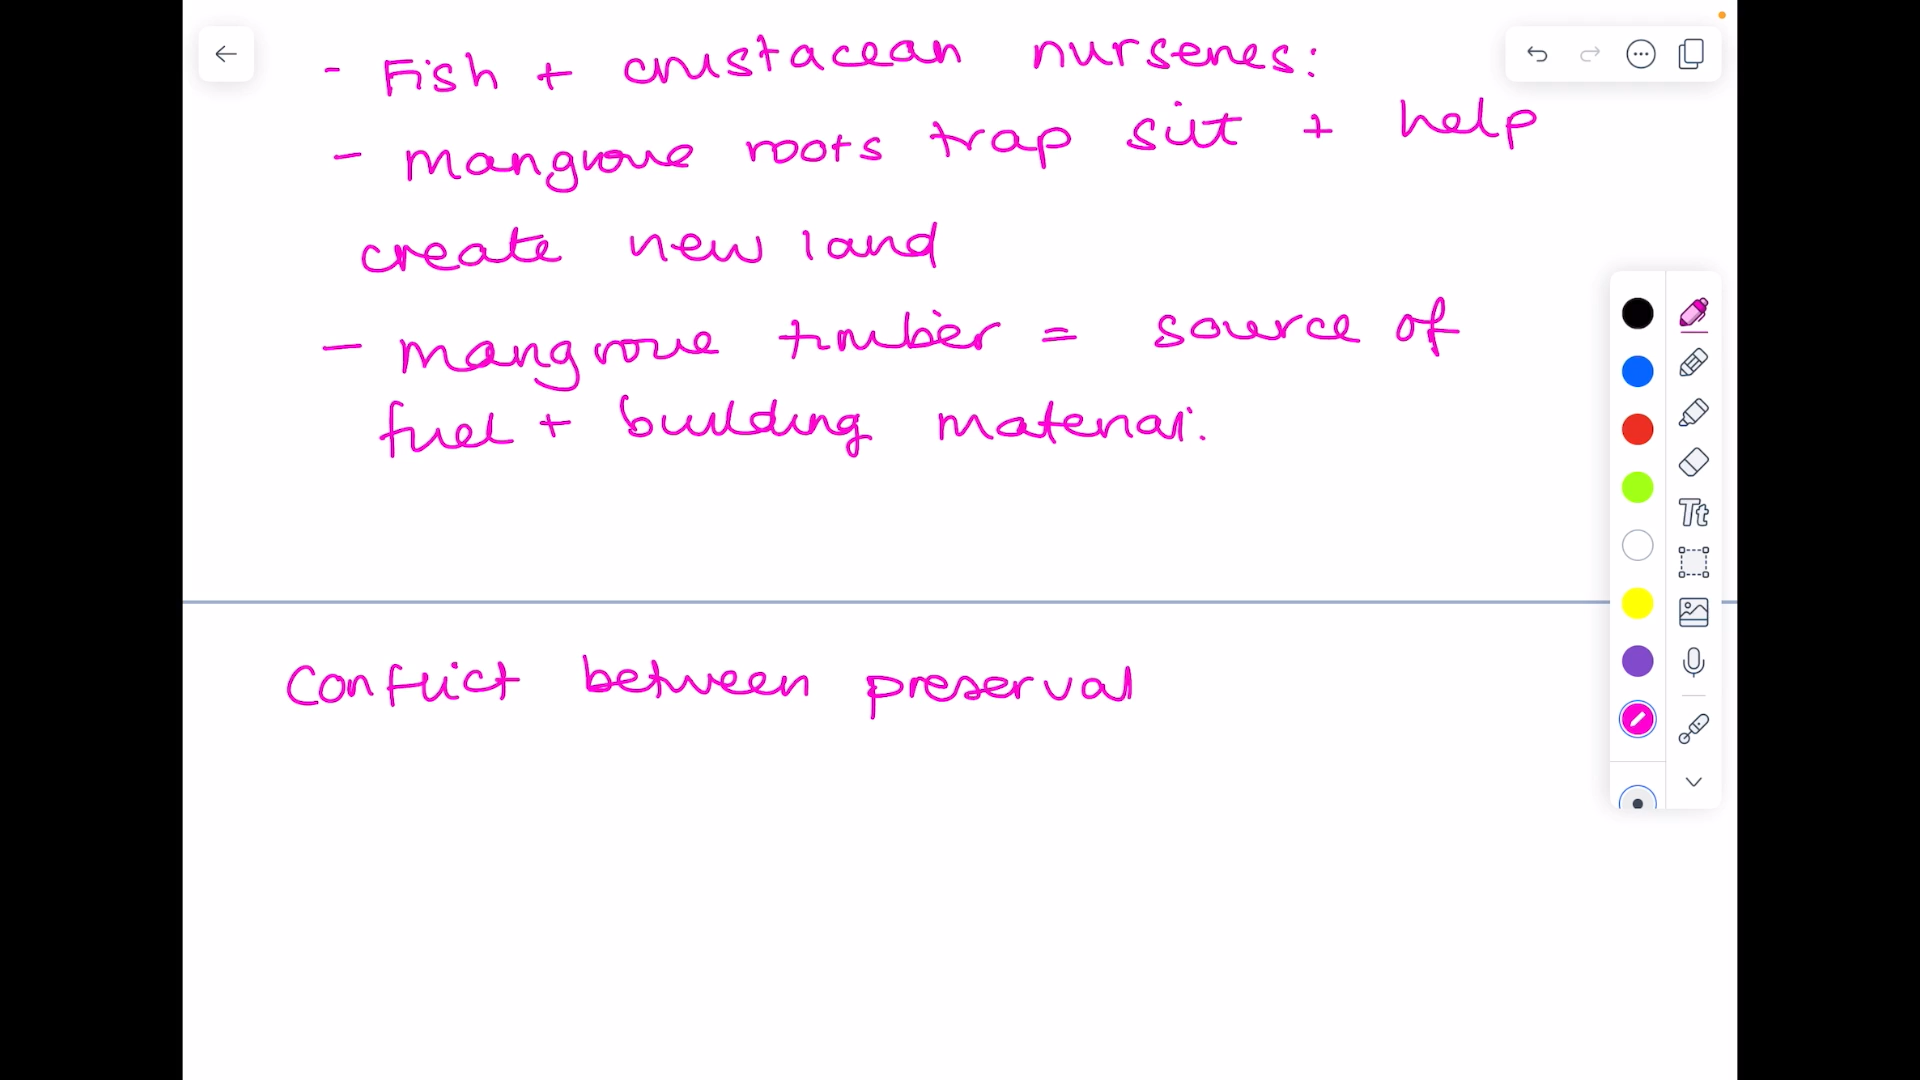 - Fish + crustacean nurseries:
- mangrove roots trap silt + help
create new land
- mangrove timber = source of
fuel + building material.
Conflict between preserval
Tt